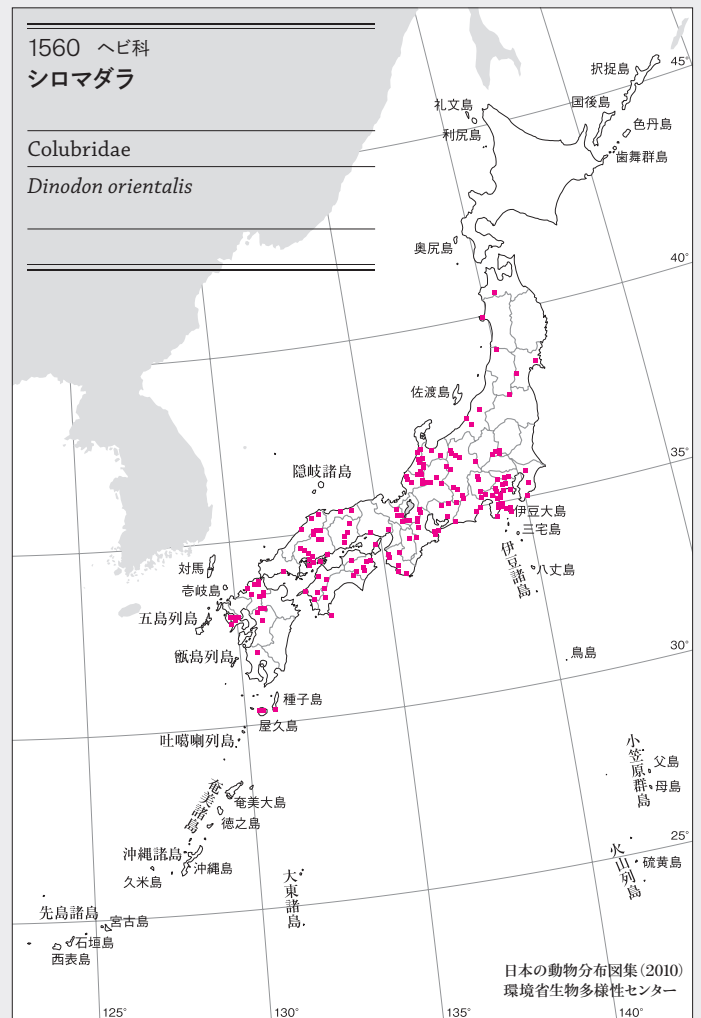 1560 ヘビ科
シロマダラ
Colubridae
Dinodon orientalis
択捉島
45°
国後島
礼文島
色丹島
利尻島
歯舞群島
奥尻島
40°
佐渡島
35°
隠岐諸島
伊豆大島
三宅島
伊豆諸島
八丈島
対馬
壱岐島
五島列島
甑島列島
鳥島
30°
種子島
屋久島
吐噶喇列島
小笠原群島
父島
母島
奄美諸島
奄美大島
徳之島
25°
沖縄諸島
沖縄島
久米島
火山列島
硫黄島
大東諸島
先島諸島
宮古島
石垣島
西表島
日本の動物分布図集(2010)
環境省生物多様性センター
125°
130°
135°
140°